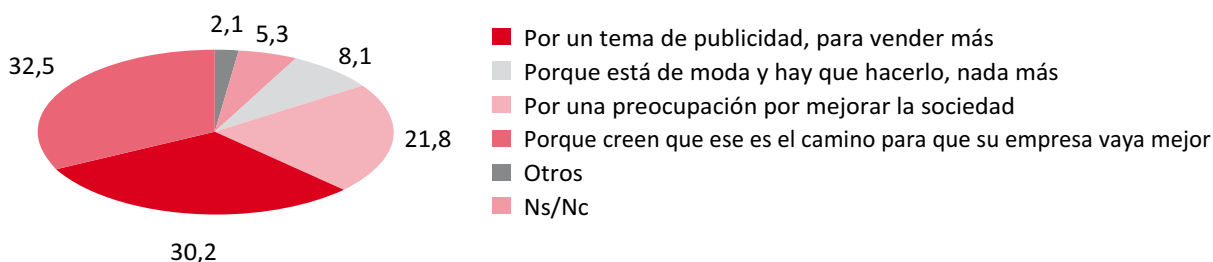 2,1
5,3
8,1
32,5
21,8
30,2
Por un tema de publicidad, para vender más
Porque está de moda y hay que hacerlo, nada más
Por una preocupación por mejorar la sociedad
Porque creen que ese es el camino para que su empresa vaya mejor
Otros
Ns/Nc